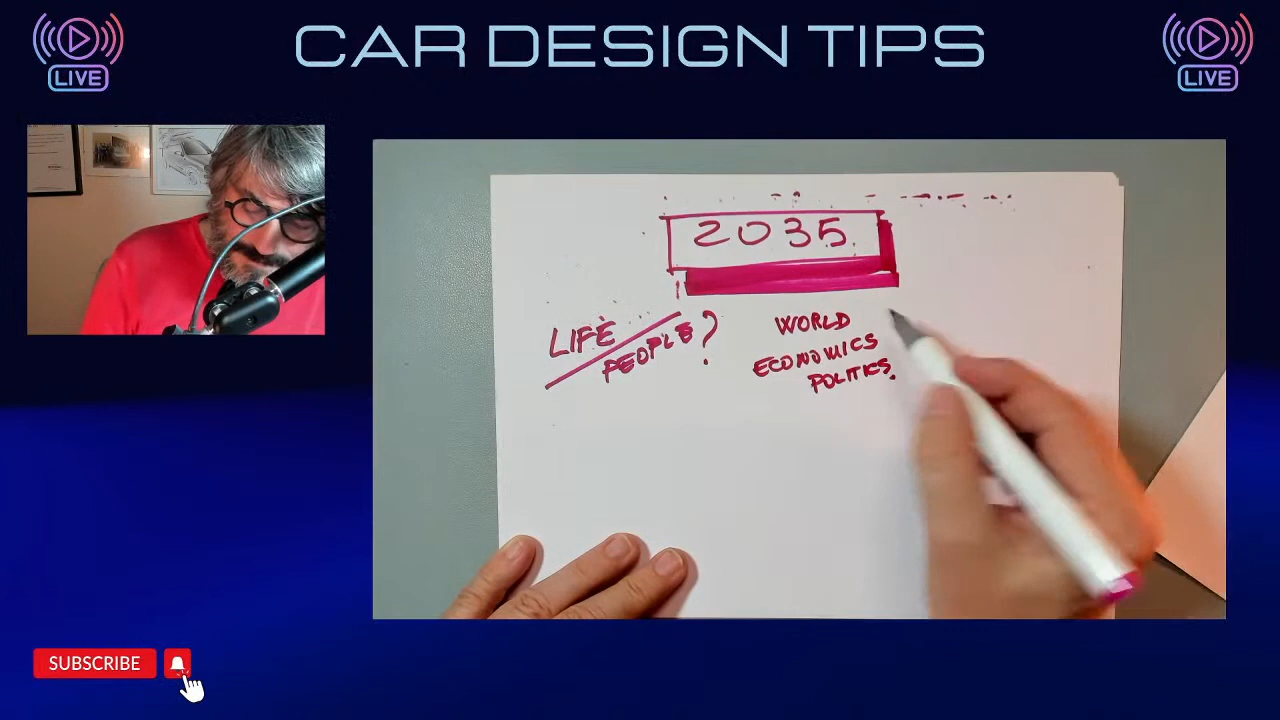 CAR DESIGN TIPS
LIVE
LIVE
2035
LIFE
PEOPLE?
WORLD
ECONOMICS
POLITICS.
SUBSCRIBE